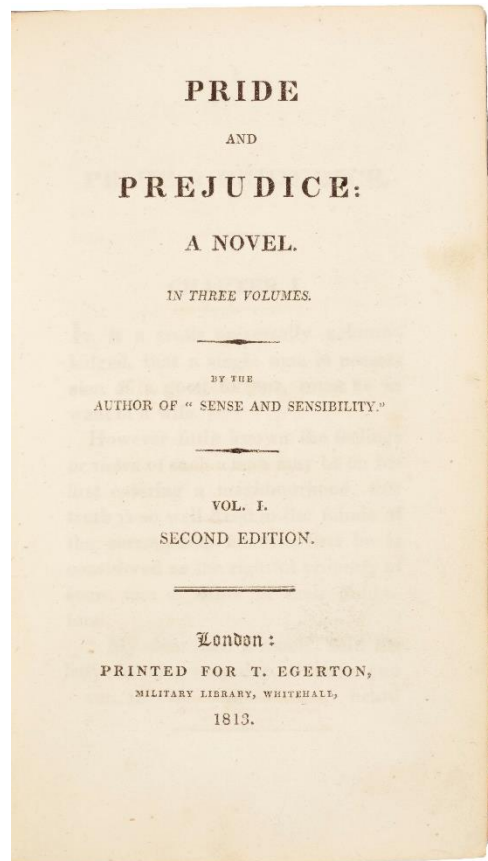 PRIDE
AND
PREJUDICE:
A NOVEL.
IN THREE VOLUMES.
BY THE
AUTHOR OF “ SENSE AND SENSIBILITY.”
VOL. I.
SECOND EDITION.
London:
PRINTED FOR T. EGERTON,
MILITARY LIBRARY, WHITEHALL,
1813.